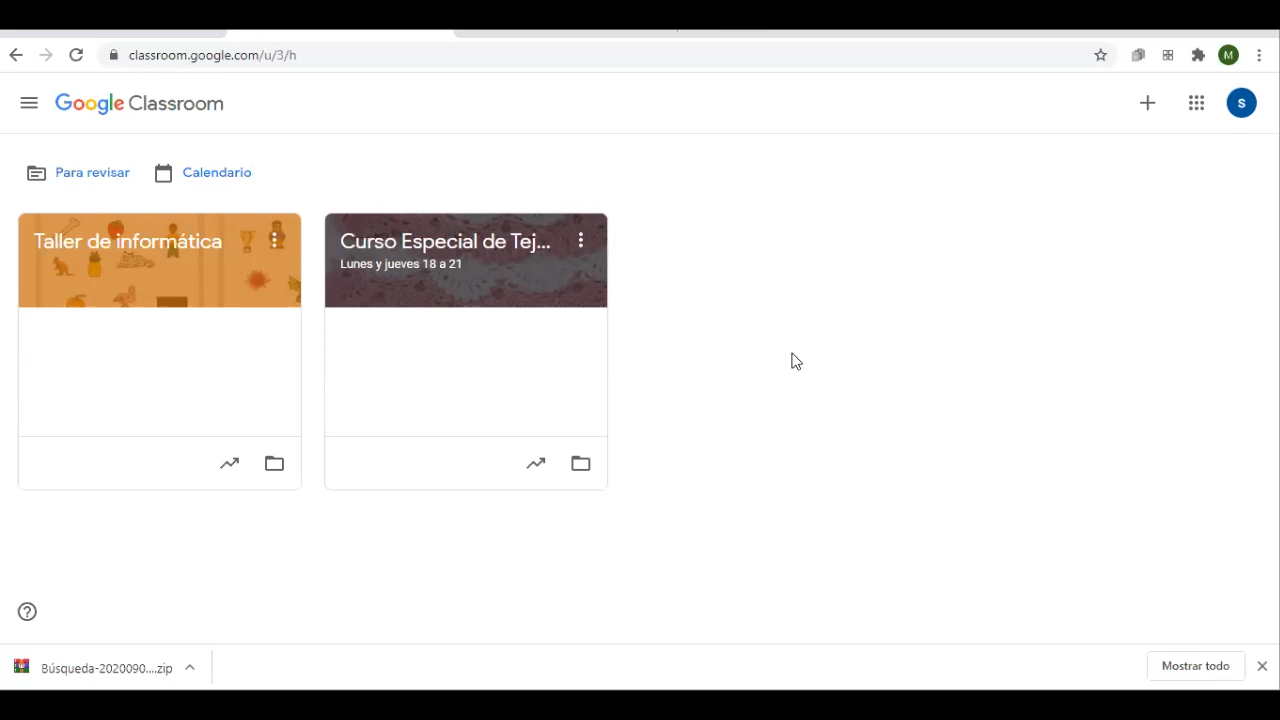 classroom.google.com/u/3/h
M
Google Classroom
S
Para revisar
Calendario
Taller de informática
Curso Especial de Tej...
Lunes y jueves 18 a 21
Búsqueda-2020090....zip
Mostrar todo